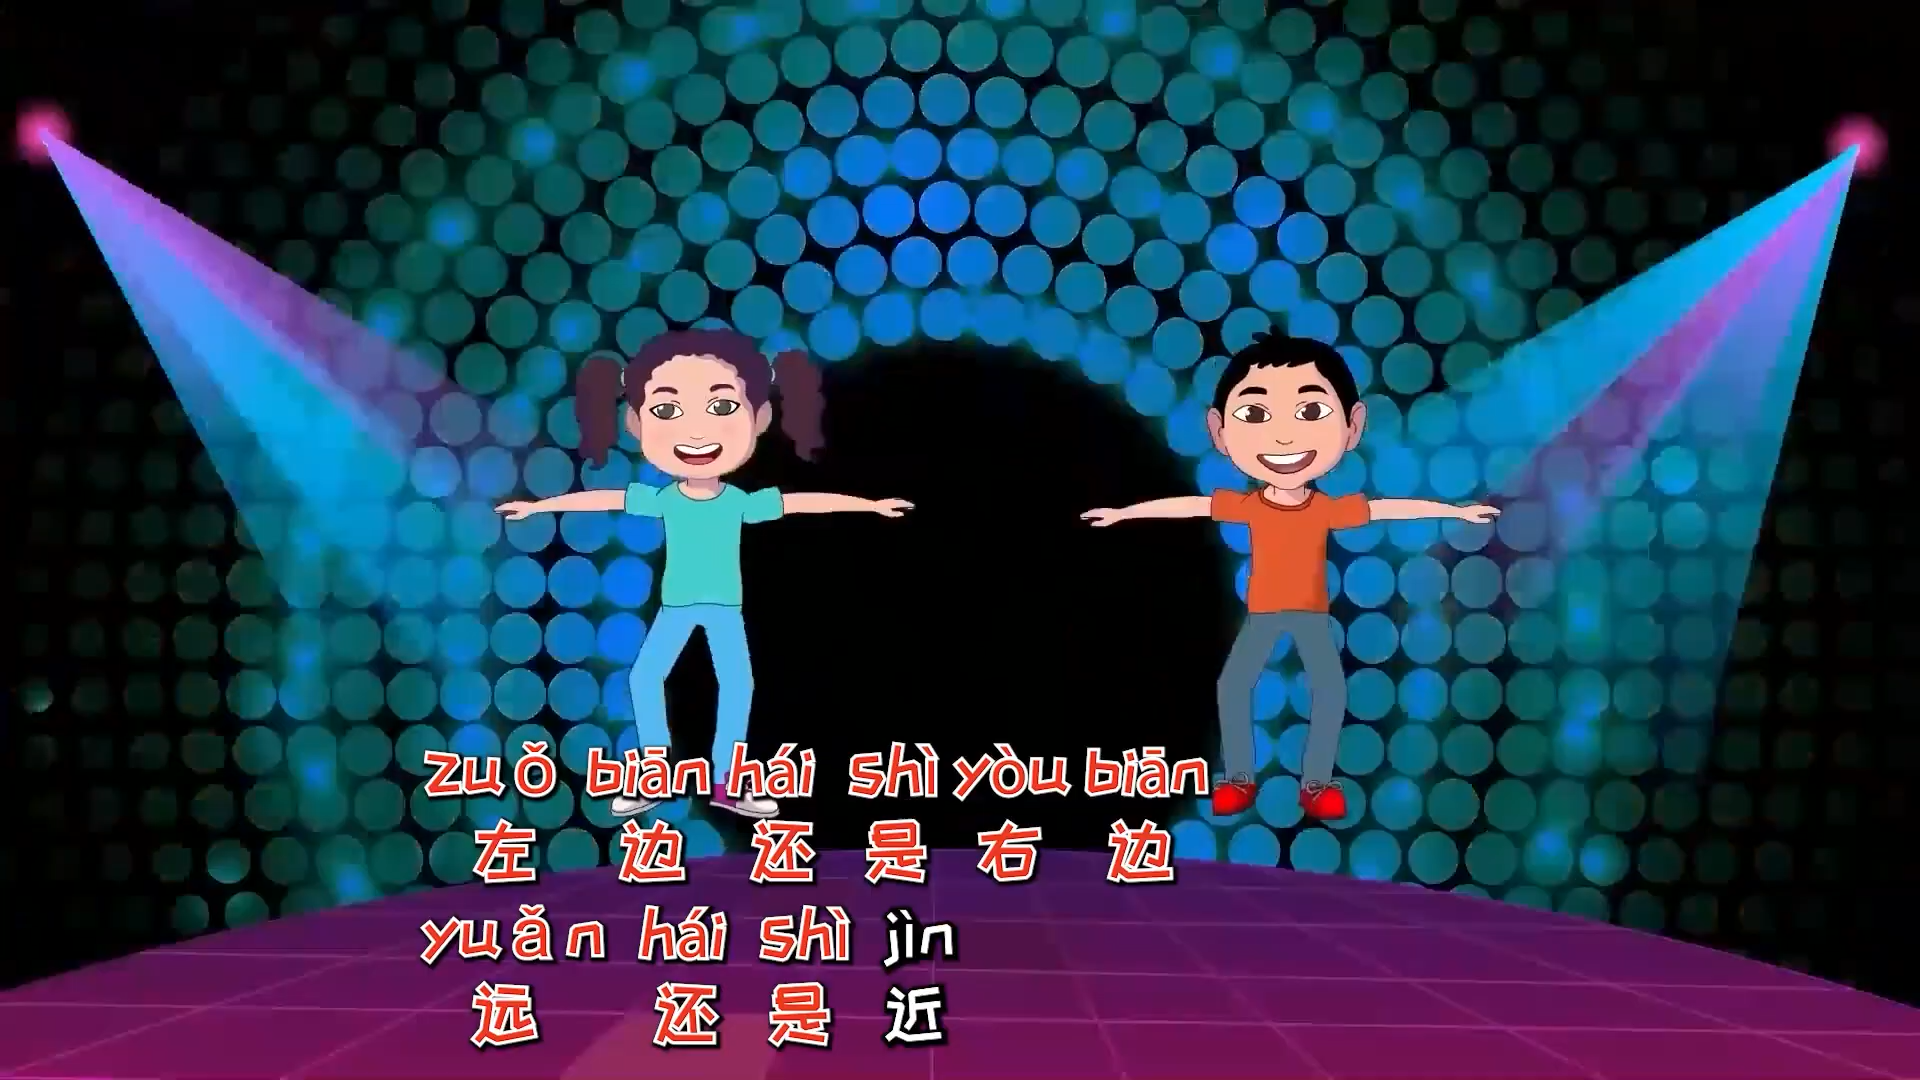 zuǒ biān hái shì yòu biān
左 边 还 是 右 边
yuǎn hái shì jìn
远 还 是 近